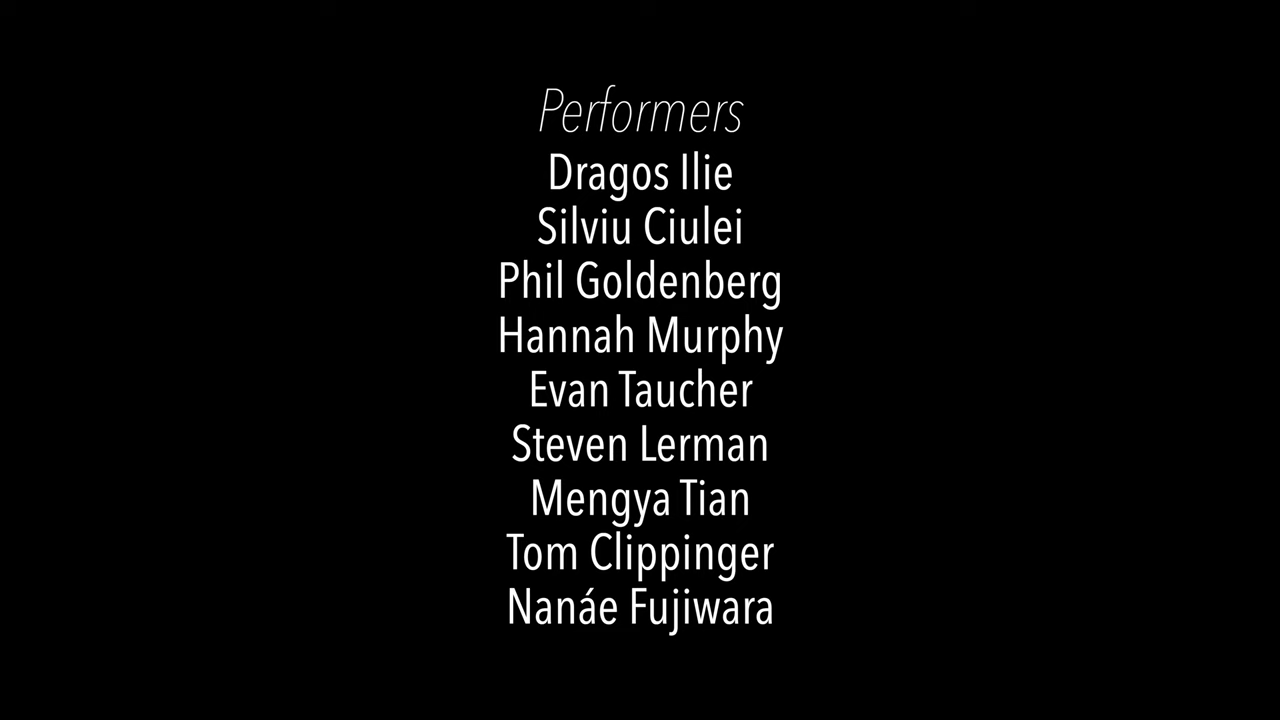 Performers
Dragos Ilie
Silviu Ciulei
Phil Goldenberg
Hannah Murphy
Evan Taucher
Steven Lerman
Mengya Tian
Tom Clippinger
Nanáe Fujiwara